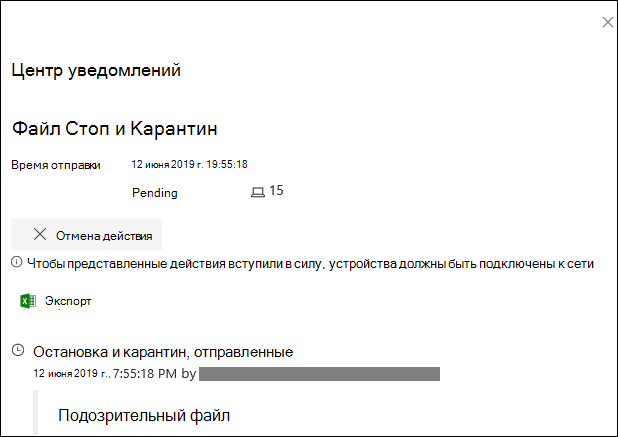 Центр уведомлений
Файл Стоп и Карантин
Время отправки 12 июня 2019 г. 19:55:18
Pending 15
Отмена действия
Чтобы представленные действия вступили в силу, устройства должны быть подключены к сети
Экспорт
Остановка и карантин, отправленные
12 июня 2019 г., 7:55:18 PM by
Подозрительный файл